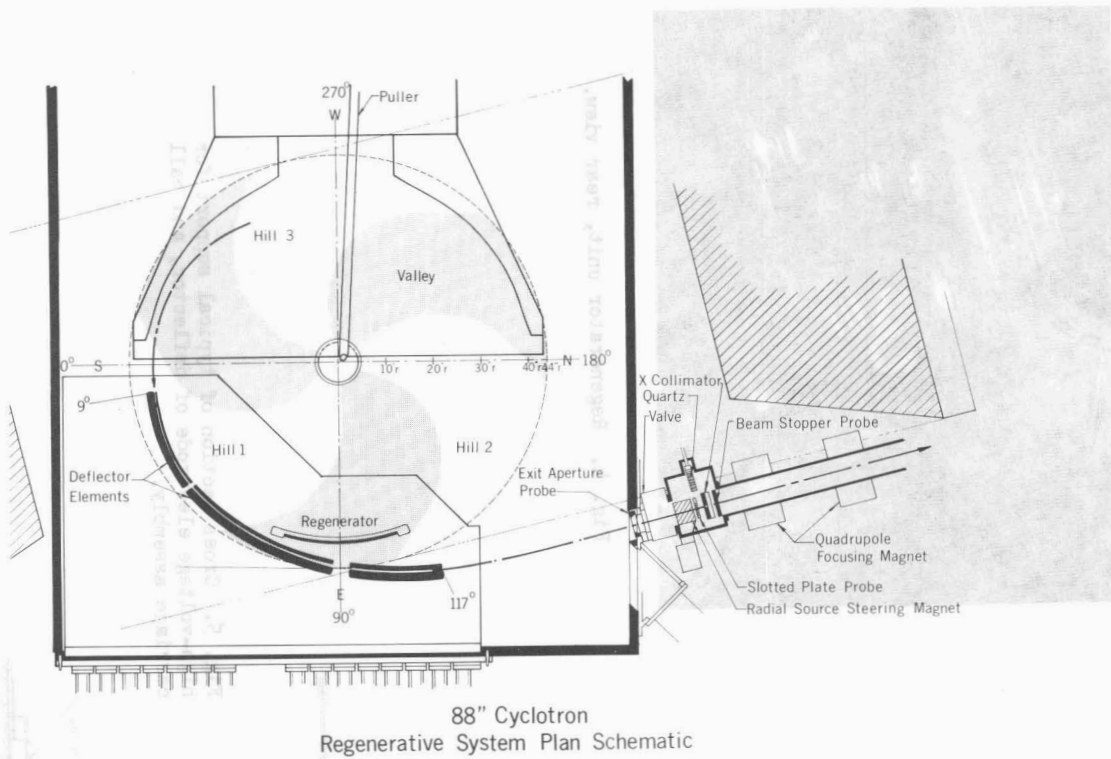 270°
W
Puller
Hill 3
Valley
0° S
10"r 20"r 30"r 40"r 44"r N 180°
9°
Hill 1
Hill 2
Deflector
Elements
Regenerator
E
90°
117°
X Collimator
Quartz
Valve
Beam Stopper Probe
Exit Aperture
Probe
Quadrupole
Focusing Magnet
Slotted Plate Probe
Radial Source Steering Magnet
88" Cyclotron
Regenerative System Plan Schematic